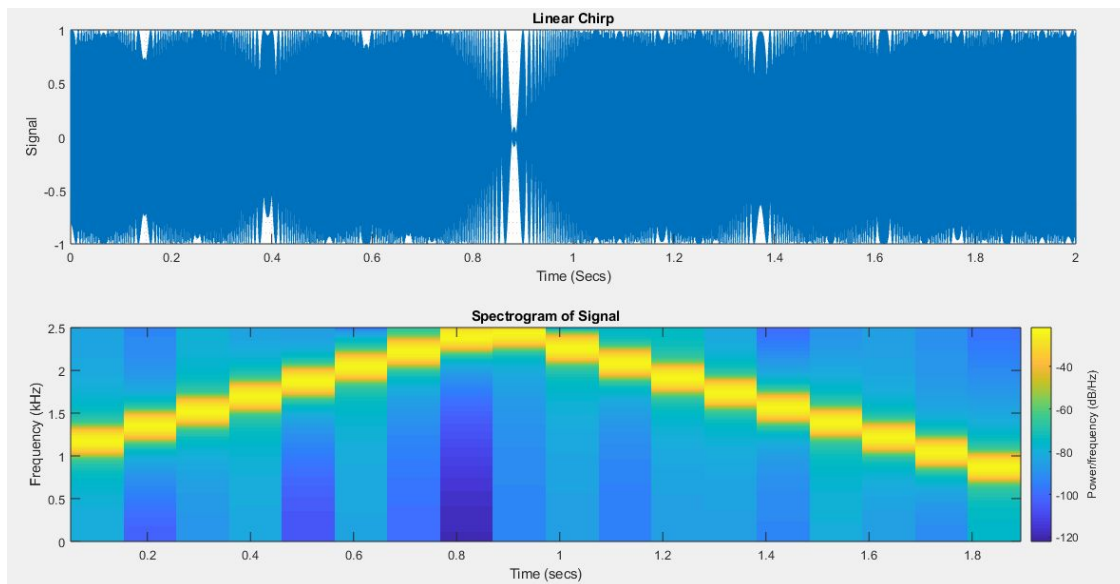 Linear Chirp
1
0.5
0
-0.5
-1
Signal
0 0.2 0.4 0.6 0.8 1 1.2 1.4 1.6 1.8 2
Time (Secs)
Spectrogram of Signal
2.5
2
1.5
1
0.5
0
Frequency (kHz)
0.2 0.4 0.6 0.8 1 1.2 1.4 1.6 1.8
Time (secs)
-40
-60
-80
-100
-120
Power/frequency (dB/Hz)